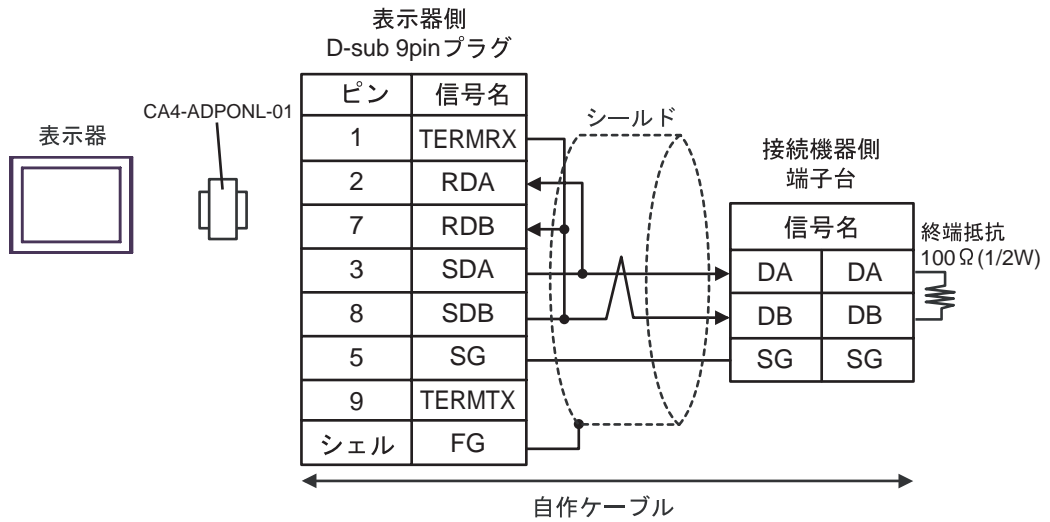 表示器側
D-sub 9pinプラグ
CA4-ADPONL-01
表示器
ピン 信号名
1 TERMRX
2 RDA
7 RDB
3 SDA
8 SDB
5 SG
9 TERMTX
シェル FG
シールド
接続機器側
端子台
信号名
DA DA
DB DB
SG SG
終端抵抗
100Ω(1/2W)
自作ケーブル